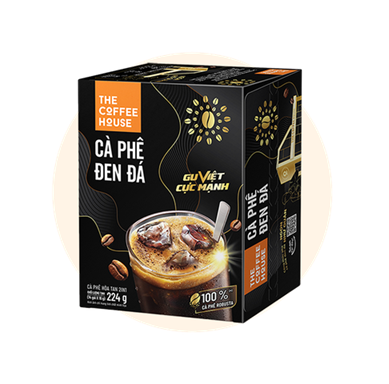 THE
COFFEE
HOUSE
CÀ PHÊ
ĐEN ĐÁ
GU VIỆT
CỰC MẠNH
CÀ PHÊ HÒA TAN 2IN1
224 g
100%
CÀ PHÊ ROBUSTA
CÀ PHÊ
ĐEN ĐÁ
THE
COFFEE
HOUSE